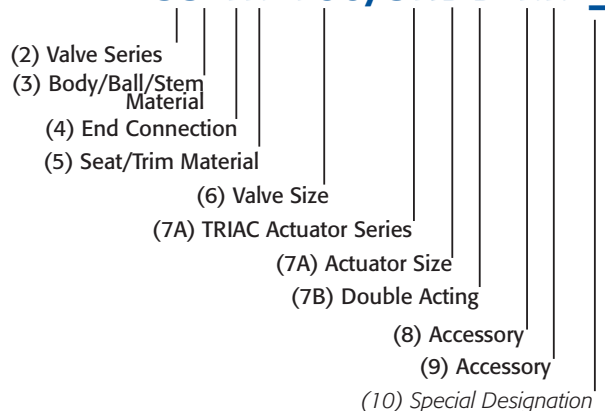 (2) Valve Series
(3) Body/Ball/Stem
Material
(4) End Connection
(5) Seat/Trim Material
(6) Valve Size
(7A) TRIAC Actuator Series
(7A) Actuator Size
(7B) Double Acting
(8) Accessory
(9) Accessory
(10) Special Designation